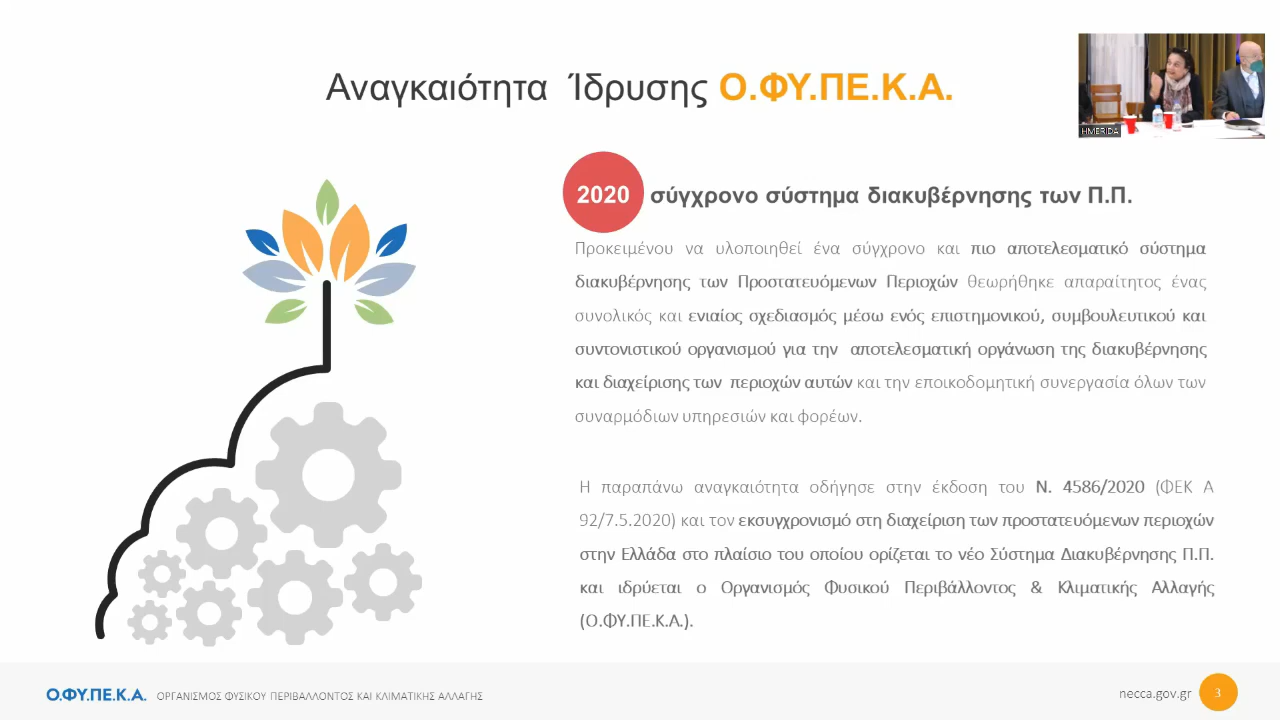 Αναγκαιότητα Ίδρυσης Ο.ΦΥ.ΠΕ.Κ.Α.
HMERIDA
2020 σύγχρονο σύστημα διακυβέρνησης των Π.Π.
Προκειμένου να υλοποιηθεί ένα σύγχρονο και πιο αποτελεσματικό σύστημα
διακυβέρνησης των Προστατευόμενων Περιοχών θεωρήθηκε απαραίτητος ένας
συνολικός και ενιαίος σχεδιασμός μέσω ενός επιστημονικού, συμβουλευτικού και
συντονιστικού οργανισμού για την αποτελεσματική οργάνωση της διακυβέρνησης
και διαχείρισης των περιοχών αυτών και την εποικοδομητική συνεργασία όλων των
συναρμόδιων υπηρεσιών και φορέων.
Η παραπάνω αναγκαιότητα οδήγησε στην έκδοση του Ν. 4586/2020 (ΦΕΚ Α
92/7.5.2020) και τον εκσυγχρονισμό στη διαχείριση των προστατευόμενων περιοχών
στην Ελλάδα στο πλαίσιο του οποίου ορίζεται το νέο Σύστημα Διακυβέρνησης Π.Π.
και ιδρύεται ο Οργανισμός Φυσικού Περιβάλλοντος & Κλιματικής Αλλαγής
(Ο.ΦΥ.ΠΕ.Κ.Α.).
Ο.ΦΥ.ΠΕ.Κ.Α. ΟΡΓΑΝΙΣΜΟΣ ΦΥΣΙΚΟΥ ΠΕΡΙΒΑΛΛΟΝΤΟΣ ΚΑΙ ΚΛΙΜΑΤΙΚΗΣ ΑΛΛΑΓΗΣ
necca.gov.gr 3